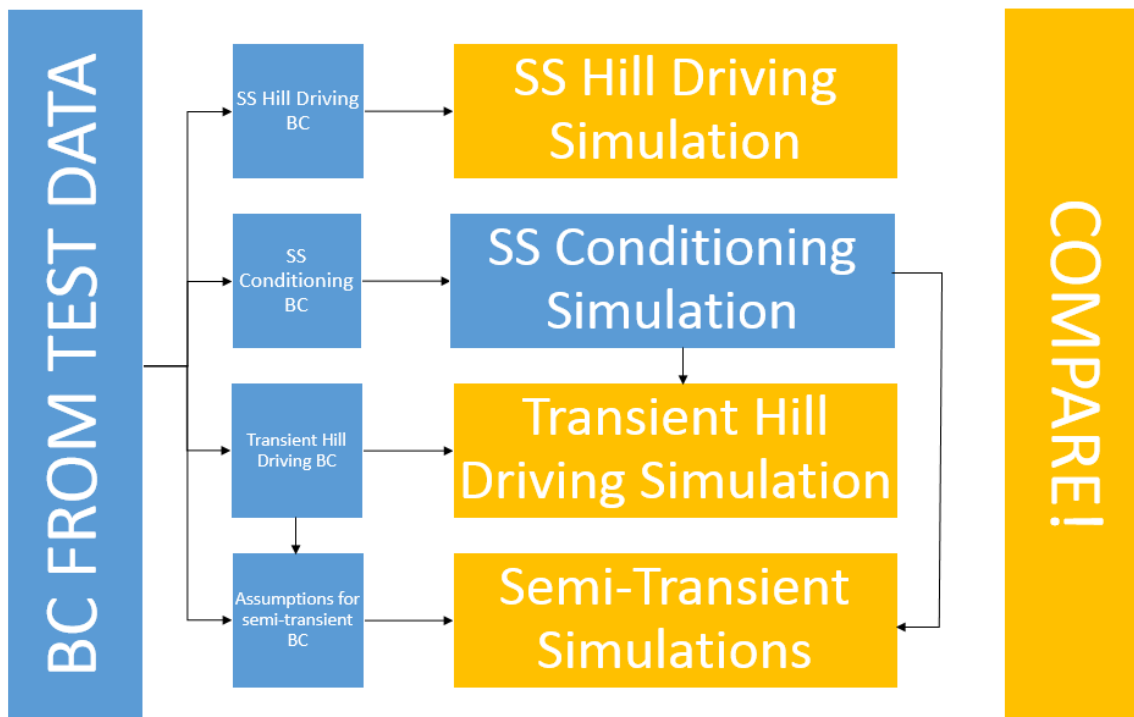 BC FROM TEST DATA
SS Hill Driving
BC
SS Hill Driving
Simulation
SS
Conditioning
BC
SS Conditioning
Simulation
Transient Hill
Driving BC
Transient Hill
Driving Simulation
Assumptions for
semi-transient
BC
Semi-Transient
Simulations
COMPARE!